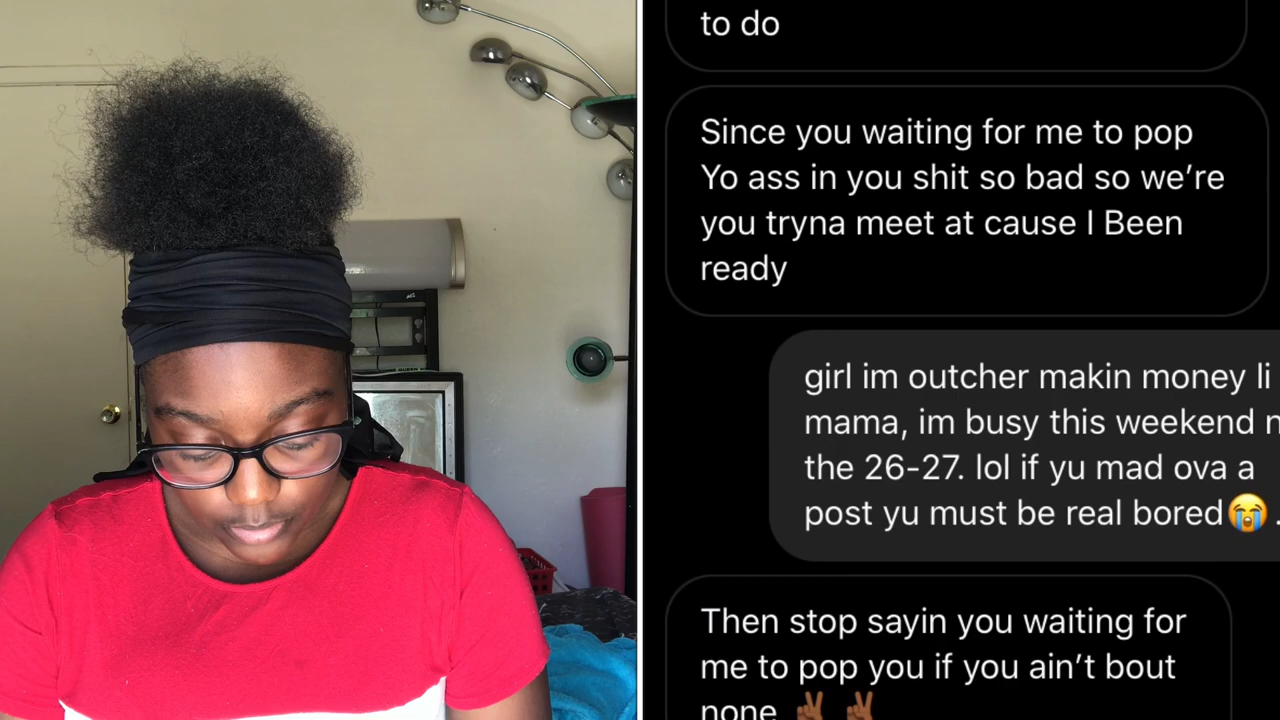 to do
Since you waiting for me to pop
Yo ass in you shit so bad so we’re
you tryna meet at cause I Been
ready
girl im outcher makin money li
mama, im busy this weekend n
the 26-27. lol if yu mad ova a
post yu must be real bored😭.
Then stop sayin you waiting for
me to pop you if you ain’t bout
none ✌🏾 ✌🏾